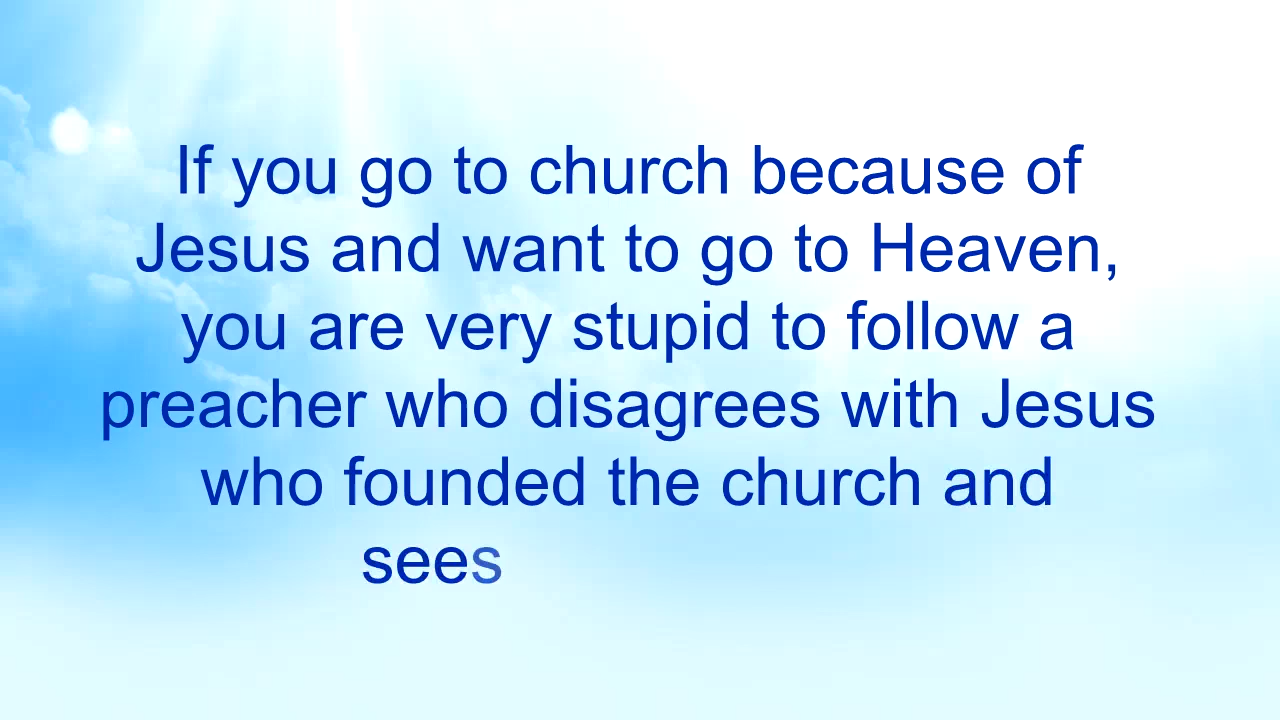 If you go to church because of
Jesus and want to go to Heaven,
you are very stupid to follow a
preacher who disagrees with Jesus
who founded the church and
sees